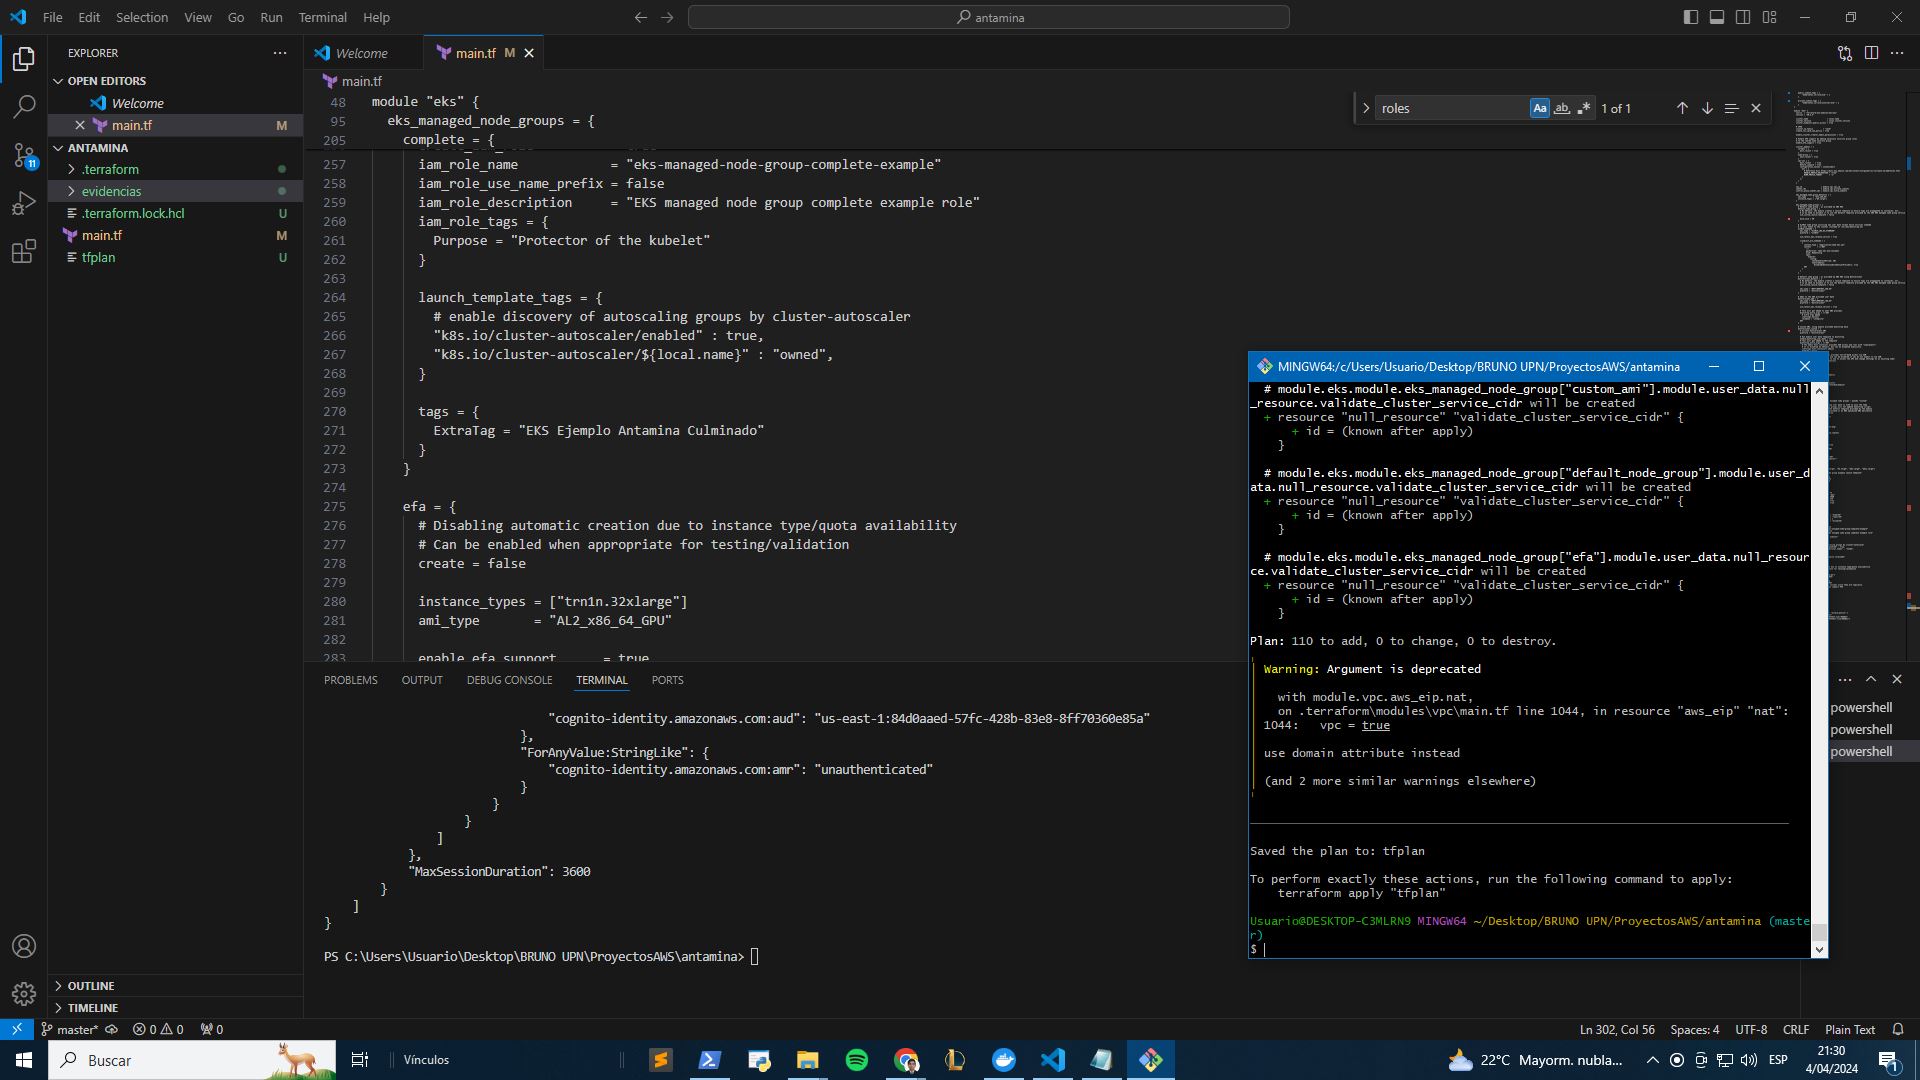 File Edit Selection View Go Run Terminal Help
antamina
EXPLORER
OPEN EDITORS
Welcome
main.tf M
ANTAMINA
.terraform
evidencias
.terraform.lock.hcl U
main.tf M
tfplan U
OUTLINE
TIMELINE
11
Welcome
main.tf M
main.tf
roles
Aa
ab
1 of 1
48 module "eks" {
95 eks_managed_node_groups = {
205 complete = {
257 iam_role_name = "eks-managed-node-group-complete-example"
258 iam_role_use_name_prefix = false
259 iam_role_description = "EKS managed node group complete example role"
260 iam_role_tags = {
261 Purpose = "Protector of the kubelet"
262 }
263
264 launch_template_tags = {
265 # enable discovery of autoscaling groups by cluster-autoscaler
266 "k8s.io/cluster-autoscaler/enabled" : true,
267 "k8s.io/cluster-autoscaler/${local.name}" : "owned",
268 }
269
270 tags = {
271 ExtraTag = "EKS Ejemplo Antamina Culminado"
272 }
273 }
274
275 efa = {
276 # Disabling automatic creation due to instance type/quota availability
277 # Can be enabled when appropriate for testing/validation
278 create = false
279
280 instance_types = ["trn1n.32xlarge"]
281 ami_type = "AL2_x86_64_GPU"
282
283 enable_efa_support = true
PROBLEMS OUTPUT DEBUG CONSOLE TERMINAL PORTS
"cognito-identity.amazonaws.com:aud": "us-east-1:84d0aaed-57fc-428b-83e8-8ff70360e85a"
},
"ForAnyValue:StringLike": {
"cognito-identity.amazonaws.com:amr": "unauthenticated"
}
}
}
]
},
"MaxSessionDuration": 3600
}
]
}
PS C:\Users\Usuario\Desktop\BRUNO UPN\ProyectosAWS\antamina>
powershell
powershell
powershell
MINGW64:/c/Users/Usuario/Desktop/BRUNO UPN/ProyectosAWS/antamina
# module.eks.module.eks_managed_node_group["custom_ami"].module.user_data.null
_resource.validate_cluster_service_cidr will be created
+ resource "null_resource" "validate_cluster_service_cidr" {
+ id = (known after apply)
}
# module.eks.module.eks_managed_node_group["default_node_group"].module.user_d
ata.null_resource.validate_cluster_service_cidr will be created
+ resource "null_resource" "validate_cluster_service_cidr" {
+ id = (known after apply)
}
# module.eks.module.eks_managed_node_group["efa"].module.user_data.null_resour
ce.validate_cluster_service_cidr will be created
+ resource "null_resource" "validate_cluster_service_cidr" {
+ id = (known after apply)
}
Plan: 110 to add, 0 to change, 0 to destroy.
Warning: Argument is deprecated
with module.vpc.aws_eip.nat,
on .terraform\modules\vpc\main.tf line 1044, in resource "aws_eip" "nat":
1044: vpc = true
use domain attribute instead
(and 2 more similar warnings elsewhere)
Saved the plan to: tfplan
To perform exactly these actions, run the following command to apply:
terraform apply "tfplan"
Usuario@DESKTOP-C3MLRN9 MINGW64 ~/Desktop/BRUNO UPN/ProyectosAWS/antamina (maste
r)
$
master* 0 0 0
Ln 302, Col 56 Spaces: 4 UTF-8 CRLF Plain Text
Buscar
Vínculos
22°C Mayorm. nubla...
ESP
21:30
4/04/2024
1